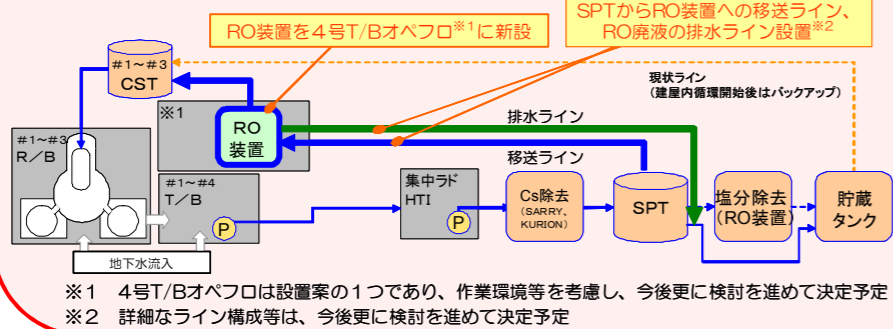 RO装置を4号T/Bオペフロ※1に新設
SPTからRO装置への移送ライン、
RO廃液の排水ライン設置※2
#1～#3
CST
現状ライン
（建屋内循環開始後はバックアップ）
※1
RO
装置
排水ライン
移送ライン
#1～#3
R／B
#1～#4
T／B
P
集中ラド
HTI
P
Cs除去
（SARRY、
KURION）
SPT
塩分除去
（RO装置）
貯蔵
タンク
地下水流入
※1　4号T/Bオペフロは設置案の1つであり、作業環境等を考慮し、今後更に検討を進めて決定予定
※2　詳細なライン構成等は、今後更に検討を進めて決定予定